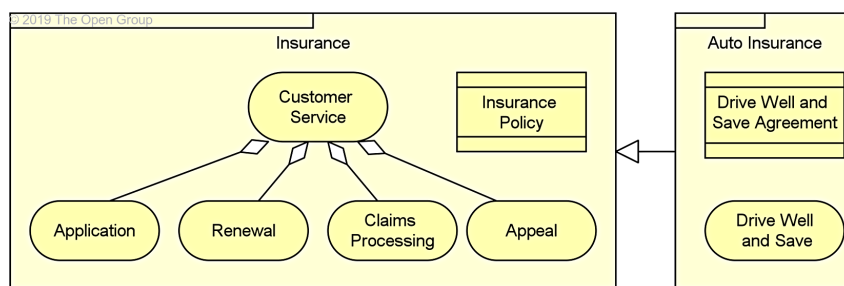 © 2019 The Open Group
Insurance
Customer
Service
Insurance
Policy
Application
Renewal
Claims
Processing
Appeal
Auto Insurance
Drive Well and
Save Agreement
Drive Well
and Save